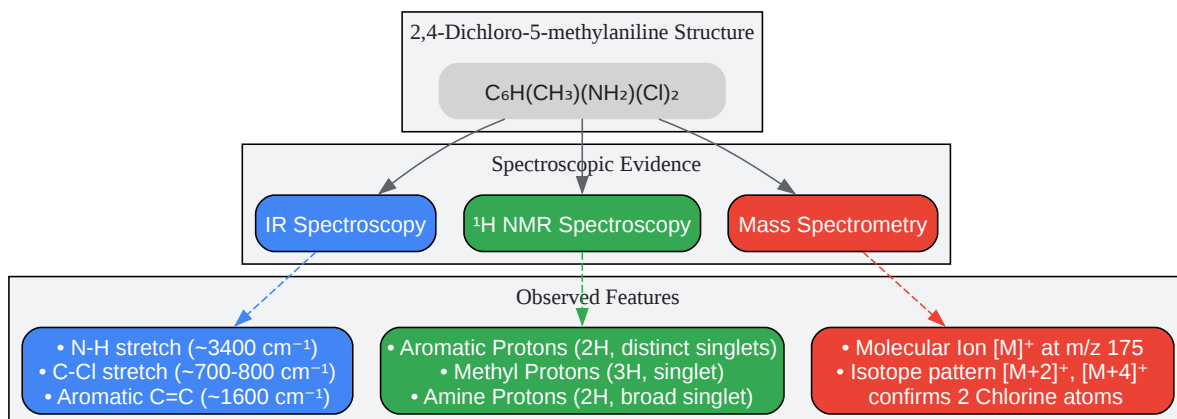 2,4-Dichloro-5-methylaniline Structure
C₆H(CH₃)(NH₂)(Cl)₂
Spectroscopic Evidence
IR Spectroscopy
¹H NMR Spectroscopy
Mass Spectrometry
Observed Features
• N-H stretch (~3400 cm⁻¹)
• C-Cl stretch (~700-800 cm⁻¹)
• Aromatic C=C (~1600 cm⁻¹)
• Aromatic Protons (2H, distinct singlets)
• Methyl Protons (3H, singlet)
• Amine Protons (2H, broad singlet)
• Molecular Ion [M]⁺ at m/z 175
• Isotope pattern [M+2]⁺, [M+4]⁺
confirms 2 Chlorine atoms